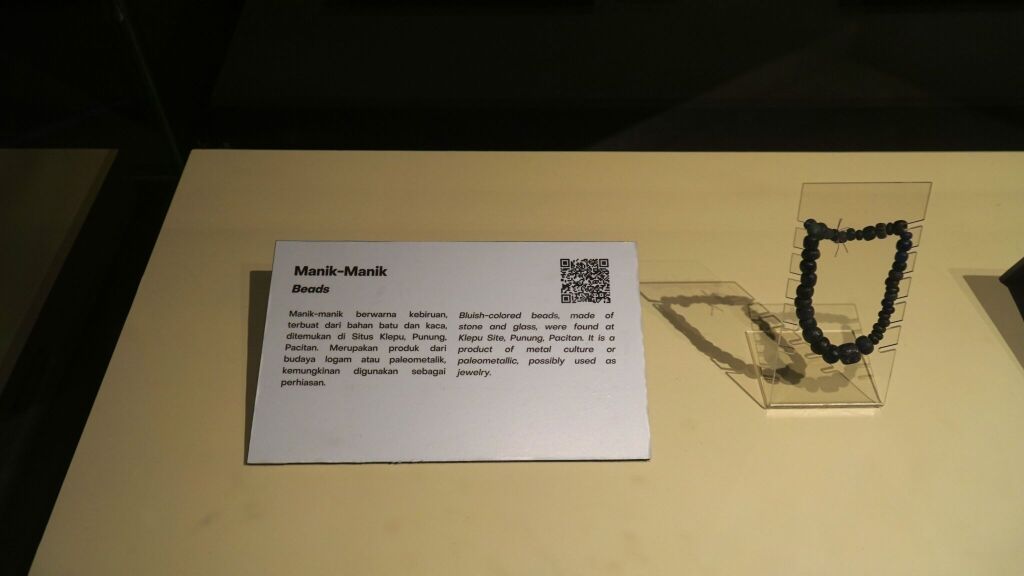 Manik-Manik
Beads
Manik-manik berwarna kebiruan,
terbuat dari bahan batu dan kaca,
ditemukan di Situs Klepu, Punung,
Pacitan. Merupakan produk dari
budaya logam atau paleometalik,
kemungkinan digunakan sebagai
perhiasan.
Bluish-colored beads, made of
stone and glass, were found at
Klepu Site, Punung, Pacitan. It is a
product of metal culture or
paleometallic, possibly used as
jewelry.